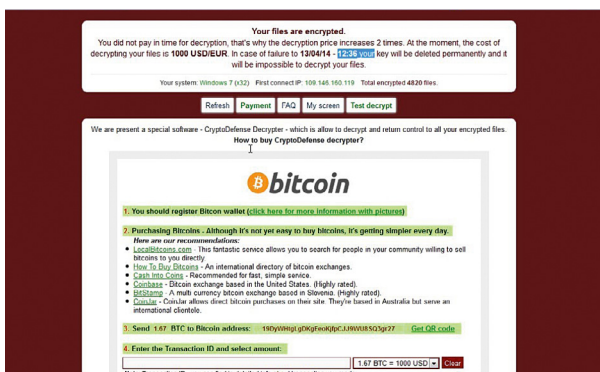 Your files are encrypted.
You did not pay in time for decryption, that's why the decryption price increases 2 times. At the moment, the cost of
decrypting your files is 1000 USD/EUR. In case of failure to 13/04/14 - 12:36 your key will be deleted permanently and it
will be impossible to decrypt your files.
Your system: Windows 7 (x32) First connect IP: 109.145.160.119 Total encrypted 4820 files.
Refresh Payment FAQ My screen Test decrypt
We are present a special software - CryptoDefense Decrypter - which is allow to decrypt and return control to all your encrypted files.
How to buy CryptoDefense decrypter?
bitcoin
1. You should register Bitcon wallet (click here for more information with pictures)
2. Purchasing Bitcoins - Although it's not yet easy to buy bitcoins, it's getting simpler every day.
Here are our recommendations:
• LocalBitcoins.com - This fantastic service allows you to search for people in your community willing to sell
bitcoins to you directly.
• How To Buy Bitcoins - An international directory of bitcoin exchanges.
• Cash Into Coins - Recommended for fast, simple service.
• Coinbase - Bitcoin exchange based in the United States. (Highly rated).
• BitStamp - A multi currency bitcoin exchange based in Slovenia. (Highly rated).
• CoinJar - CoinJar allows direct bitcoin purchases on their site. They're based in Australia but serve an
international clientele.
3. Send 1.67 BTC to Bitcoin address: Get QR code
4. Enter the Transaction ID and select amount:
1.67 BTC = 1000 USD Clear